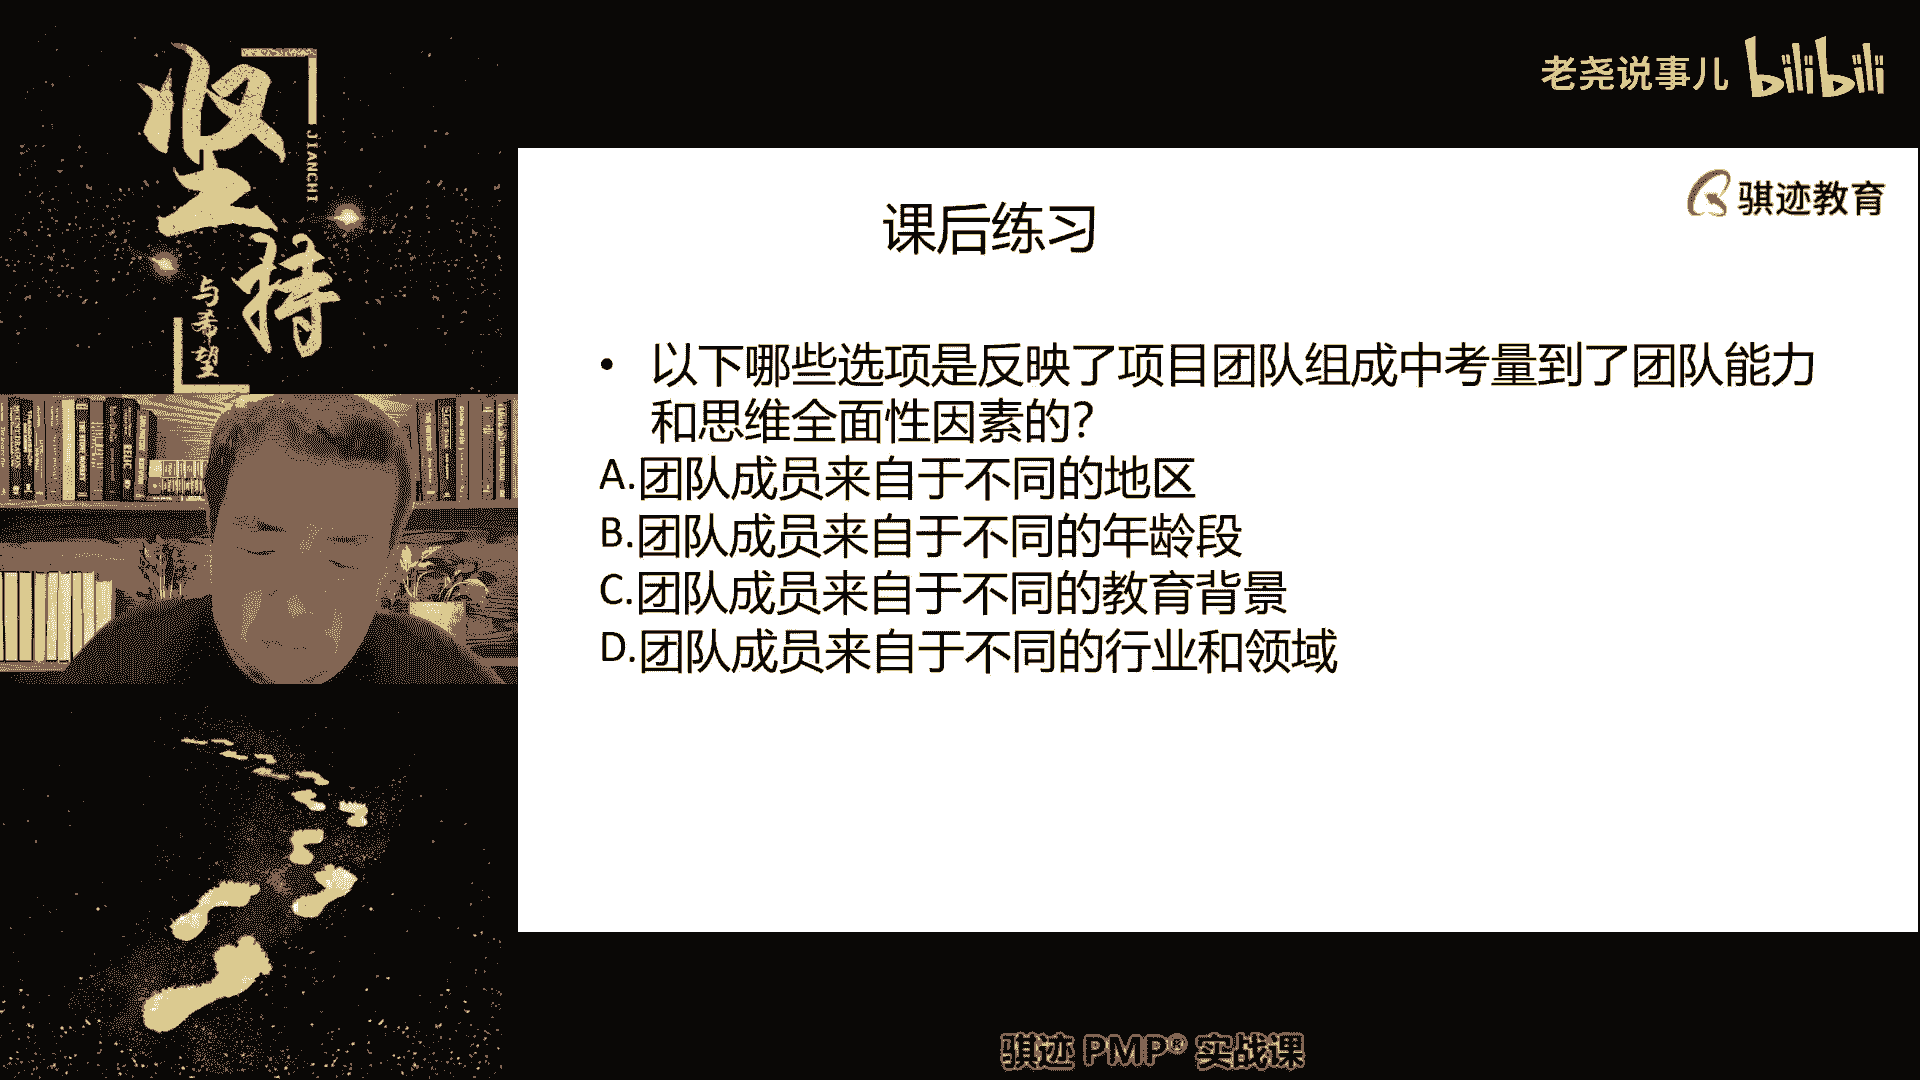 坚持
JIANCHI
与希望
老尧说事儿 bilibili
骐迹教育
课后练习
• 以下哪些选项是反映了项目团队组成中考量到了团队能力
和思维全面性因素的？
A.团队成员来自于不同的地区
B.团队成员来自于不同的年龄段
C.团队成员来自于不同的教育背景
D.团队成员来自于不同的行业和领域
骐迹 PMP® 实战课